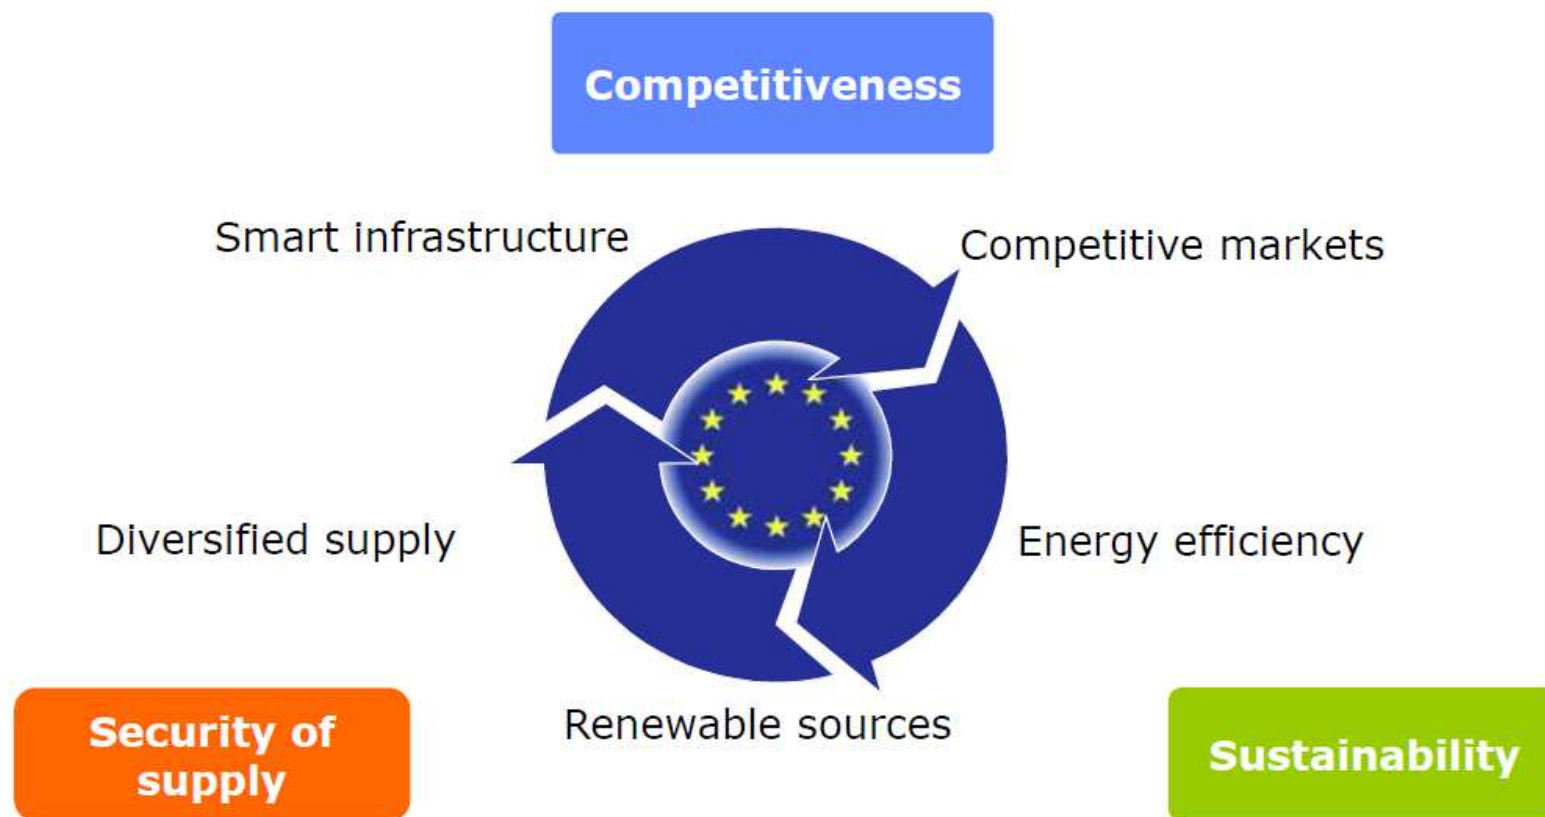 Competitiveness
Smart infrastructure
Competitive markets
Diversified supply
Energy efficiency
Renewable sources
Security of
supply
Sustainability